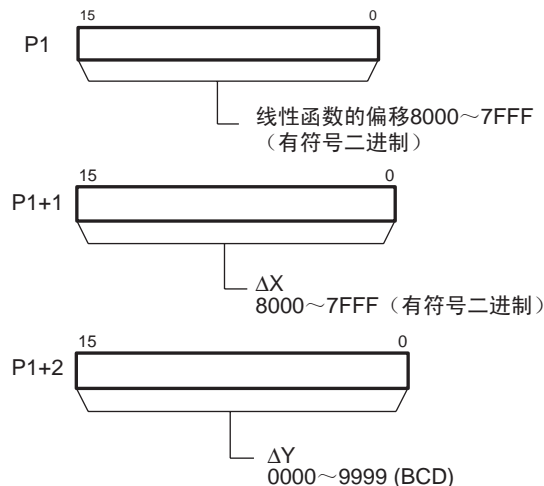 15 0
P1
线性函数的偏移8000～7FFF
（有符号二进制）
15 0
P1+1
ΔX
8000～7FFF（有符号二进制）
15 0
P1+2
ΔY
0000～9999 (BCD)